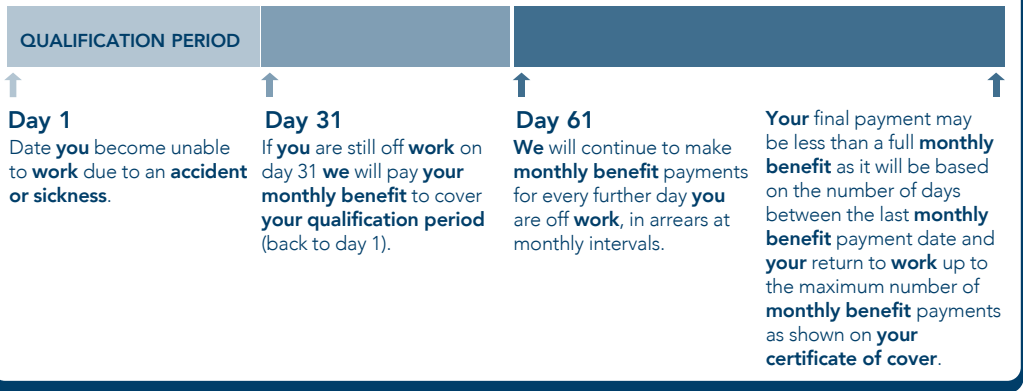 QUALIFICATION PERIOD
Day 1
Date you become unable
to work due to an accident
or sickness.
Day 31
If you are still off work on
day 31 we will pay your
monthly benefit to cover
your qualification period
(back to day 1).
Day 61
We will continue to make
monthly benefit payments
for every further day you
are off work, in arrears at
monthly intervals.
Your final payment may
be less than a full monthly
benefit as it will be based
on the number of days
between the last monthly
benefit payment date and
your return to work up to
the maximum number of
monthly benefit payments
as shown on your
certificate of cover.